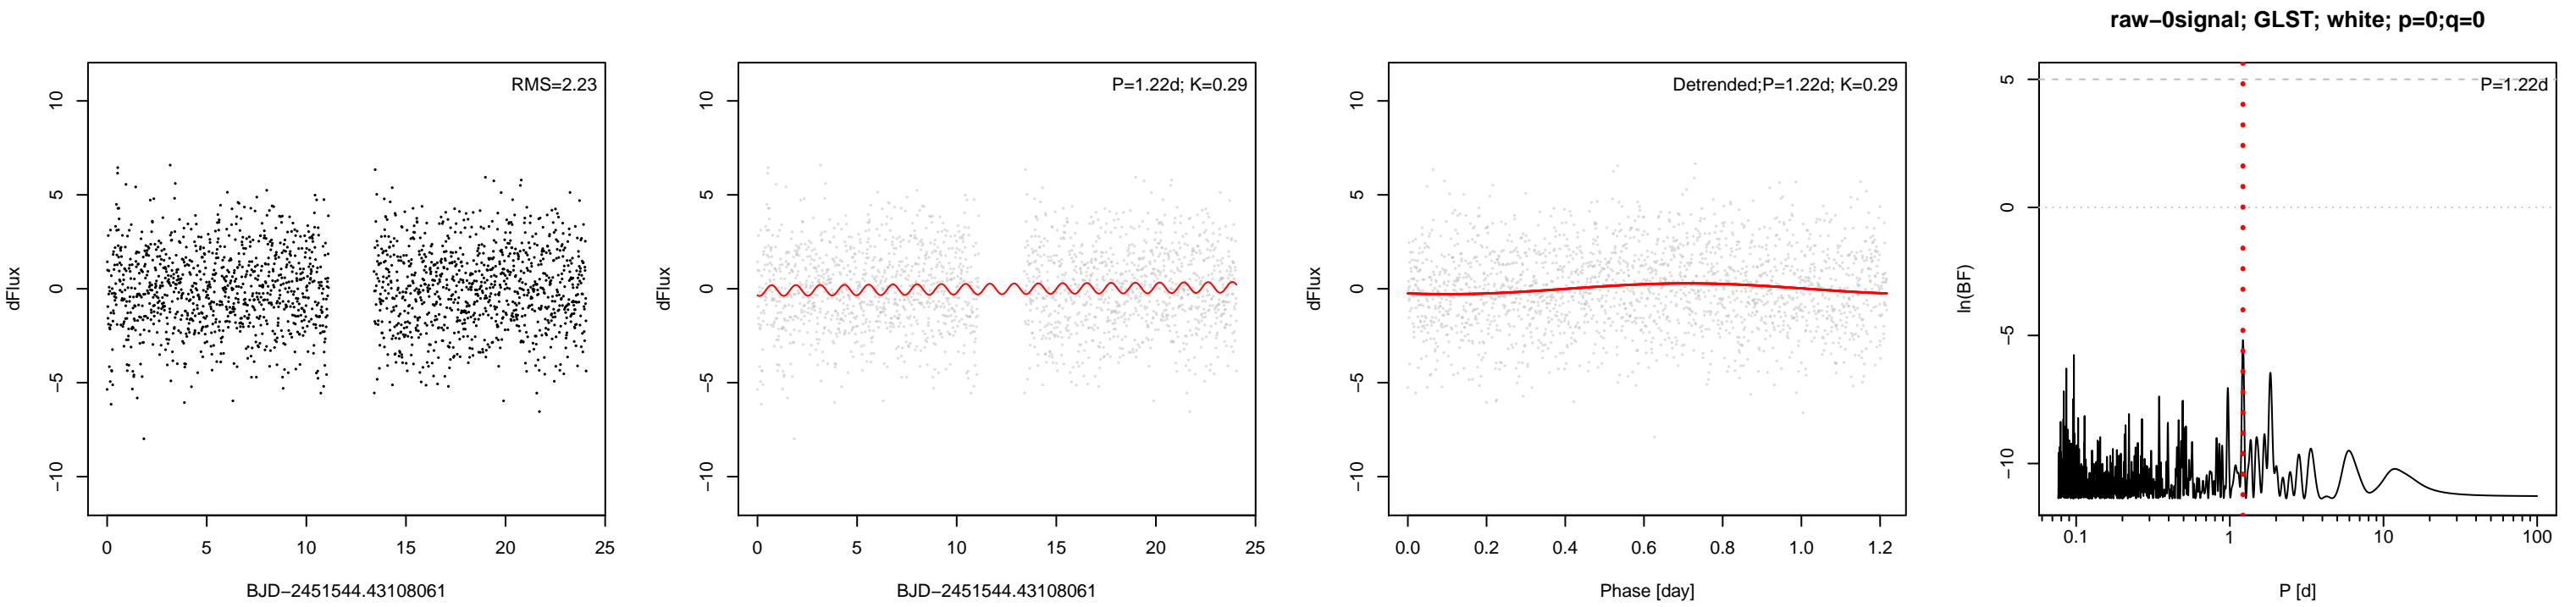 raw−0signal; GLST; white; p=0;q=0
RMS=2.23
dFlux
10
5
0
−5
−10
0 5 10 15 20 25
BJD−2451544.43108061
P=1.22d; K=0.29
dFlux
10
5
0
−5
−10
0 5 10 15 20 25
BJD−2451544.43108061
Detrended;P=1.22d; K=0.29
dFlux
10
5
0
−5
−10
0.0 0.2 0.4 0.6 0.8 1.0 1.2
Phase [day]
P=1.22d
ln(BF)
5
0
−5
−10
0.1 1 10 100
P [d]